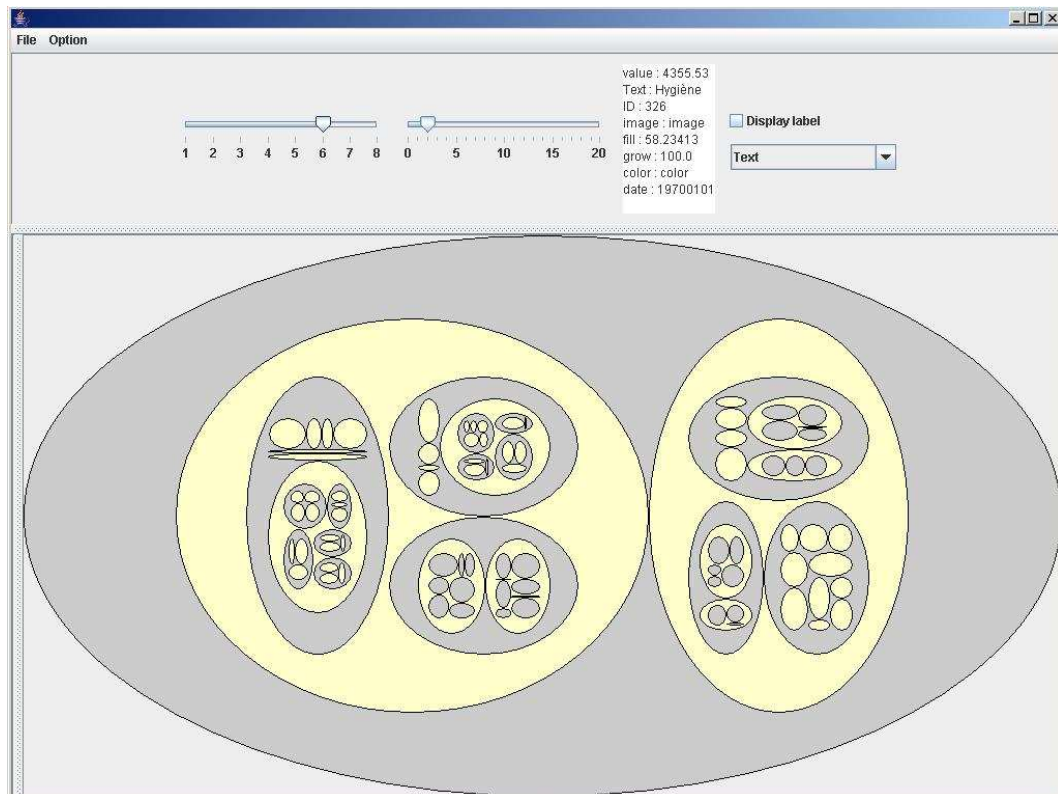 File Option
value : 4355.53
Text : Hygiène
ID : 326
image : image
fill : 58.23413
grow : 100.0
color : color
date : 19700101
Display label
Text
1 2 3 4 5 6 7 8
0 5 10 15 20